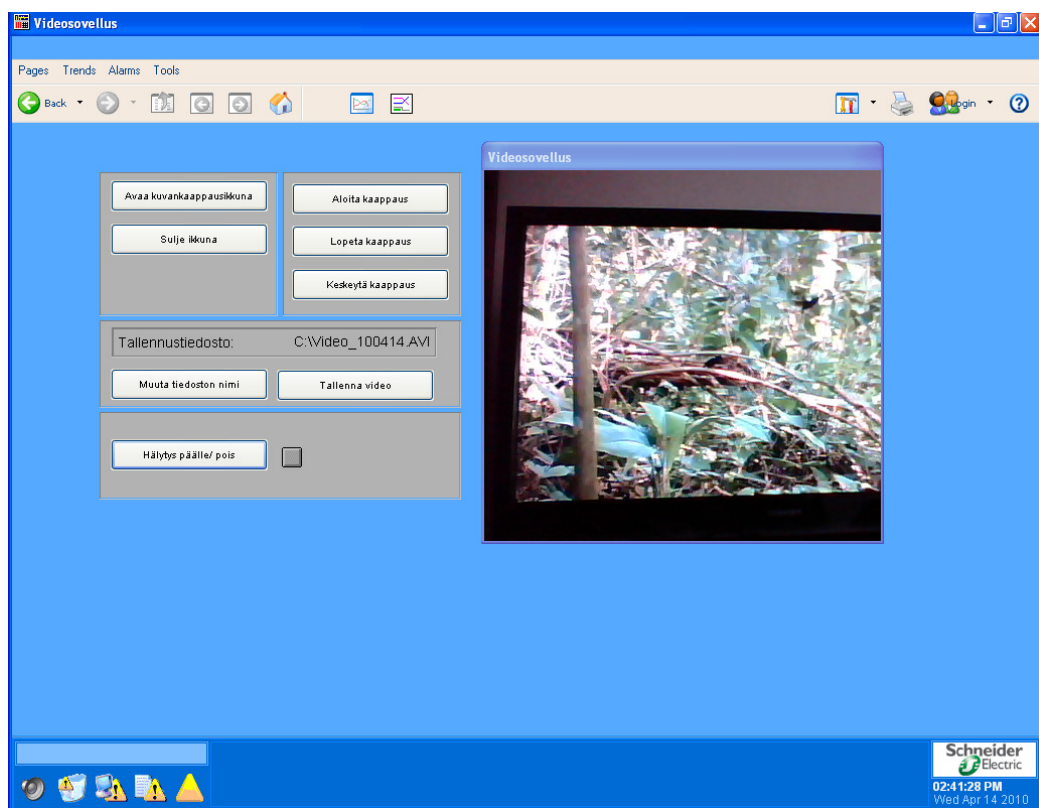 Videosovellus
Pages Trends Alarms Tools
Back Login
Videosovellus
Avaa kuvankaappausikkuna
Sulje ikkuna
Aloita kaappaus
Lopeta kaappaus
Keskeytä kaappaus
Tallennustiedosto: C:\Video_100414.AVI
Muuta tiedoston nimi
Tallenna video
Hälytys päälle/ pois
Schneider
Electric
02:41:28 PM
Wed Apr 14 2010